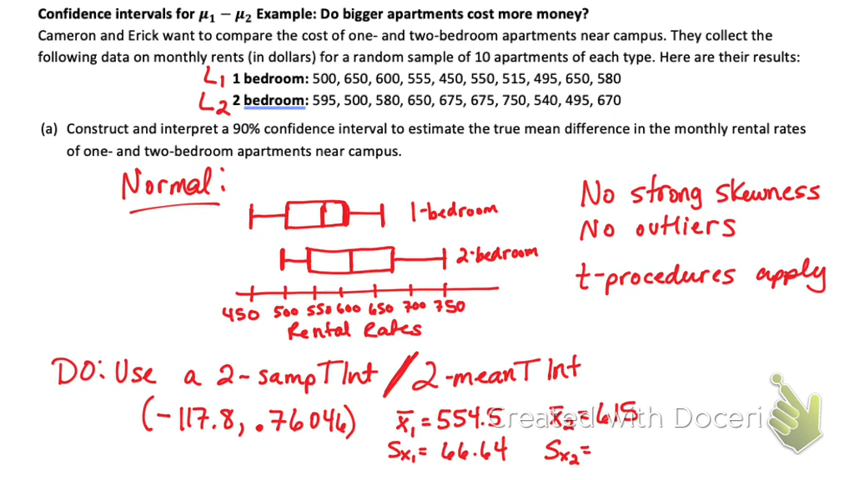 Confidence intervals for μ₁ − μ₂ Example: Do bigger apartments cost more money?
Cameron and Erick want to compare the cost of one- and two-bedroom apartments near campus. They collect the
following data on monthly rents (in dollars) for a random sample of 10 apartments of each type. Here are their results:
L₁ 1 bedroom: 500, 650, 600, 555, 450, 550, 515, 495, 650, 580
L₂ 2 bedroom: 595, 500, 580, 650, 675, 675, 750, 540, 495, 670
(a) Construct and interpret a 90% confidence interval to estimate the true mean difference in the monthly rental rates
of one- and two-bedroom apartments near campus.
Normal:
1-bedroom
2-bedroom
450 500 550 600 650 700 750
Rental Rates
No strong skewness
No outliers
t-procedures apply
DO: Use a 2-sampTInt / 2-meanT Int
(-117.8, .76046) x̄₁ = 554.5 x̄₂ = 615
Sx₁ = 66.64 Sx₂ =
Created with Doceri